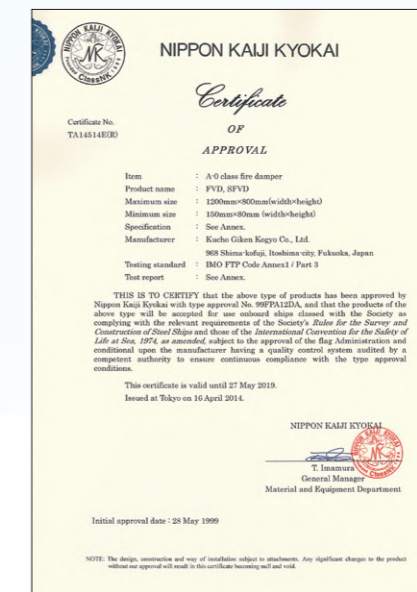 NIPPON KAIJI KYOKAI
Certificate
OF
APPROVAL
Certificate No.
TA14514E(R)
Item : A-0 class fire damper
Product name : FVD, SFVD
Maximum size : 1200mm×800mm(width×height)
Minimum size : 150mm×80mm (width×height)
Specification : See Annex.
Manufacturer : Kucho Giken Kogyo Co., Ltd.
968 Shima-kofuji, Itoshima-city, Fukuoka, Japan
Testing standard : IMO FTP Code Annex1 / Part 3
Test report : See Annex.
THIS IS TO CERTIFY that the above type of products has been approved by
Nippon Kaiji Kyokai with type approval No. 99FPA12DA, and that the products of the
above type will be accepted for use onboard ships classed with the Society as
complying with the relevant requirements of the Society's Rules for the Survey and
Construction of Steel Ships and those of the International Convention for the Safety of
Life at Sea, 1974, as amended, subject to the approval of the flag Administration and
conditional upon the manufacturer having a quality control system audited by a
competent authority to ensure continuous compliance with the type approval
conditions.
This certificate is valid until 27 May 2019.
Issued at Tokyo on 16 April 2014.
NIPPON KAIJI KYOKAI
T. Imamura
General Manager
Material and Equipment Department
Initial approval date : 28 May 1999
NOTE: The design, construction and way of installation subject to attachments. Any significant changes to the product
without our approval will result in this certificate becoming null and void.
NIPPON KAIJI KYOKAI
NK
Founded 1899
ClassNK